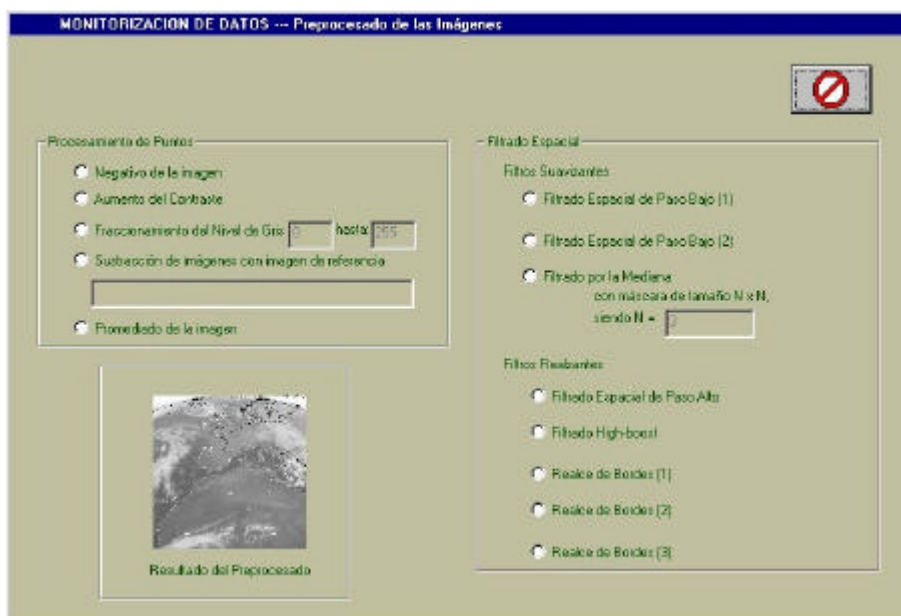 MONITORIZACION DE DATOS --- Preprocesado de las Imágenes
Procesamiento de Puntos
Negativo de la imagen
Aumento del Contraste
Fraccionamiento del Nivel de Gris 0 hasta: 255
Sustracción de imágenes con imagen de referencia
Promediado de la imagen
Resultado del Preprocesado
Filtrado Espacial
Filtros Suavizantes
Filtrado Espacial de Paso Bajo (1)
Filtrado Espacial de Paso Bajo (2)
Filtrado por la Mediana
con máscara de tamaño N x N,
siendo N =
Filtros Realzantes
Filtrado Espacial de Paso Alto
Filtrado High-boost
Realce de Bordes (1)
Realce de Bordes (2)
Realce de Bordes (3)